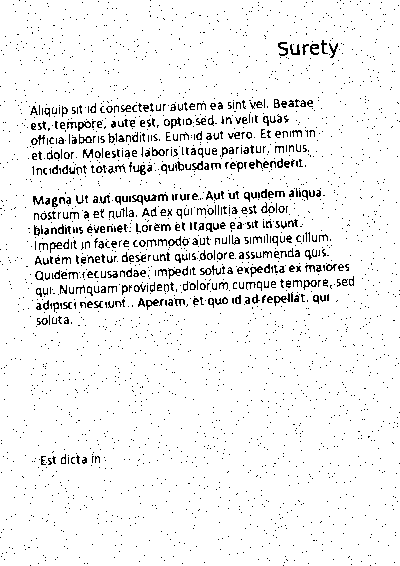 Surety
Aliquip sit id consectetur autem ea sint vel. Beatae
est, tempore, aute est, optio sed. In velit quas
officia laboris blanditiis. Eum id aut vero. Et enim in
et dolor. Molestiae laboris itaque pariatur, minus.
Incididunt totam fuga. quibusdam reprehenderit.
Magna Ut aut quisquam irure. Aut ut quidem aliqua.
nostrum a et nulla. Ad ex qui mollitia est dolor
blanditiis eveniet. Lorem et itaque ea sit in sunt.
Impedit in facere commodo aut nulla similique cillum.
Autem tenetur deserunt quis dolore assumenda quis.
Quidem recusandae, impedit soluta expedita ex maiores
qui. Numquam provident, dolorum cumque tempore, sed
adipisci nesciunt. Aperiam, et quo id ad repellat, qui
soluta.
Est dicta in